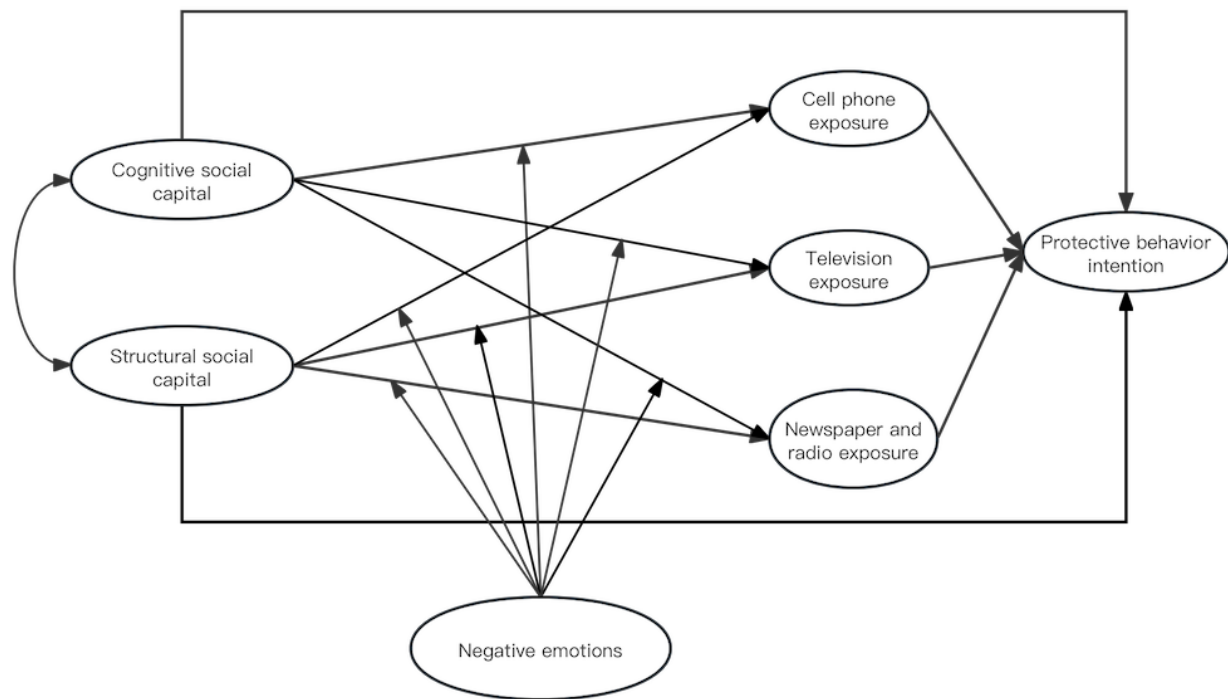 Cell phone
exposure
Cognitive social
capital
Protective behavior
intention
Television
exposure
Structural social
capital
Newspaper and
radio exposure
Negative emotions